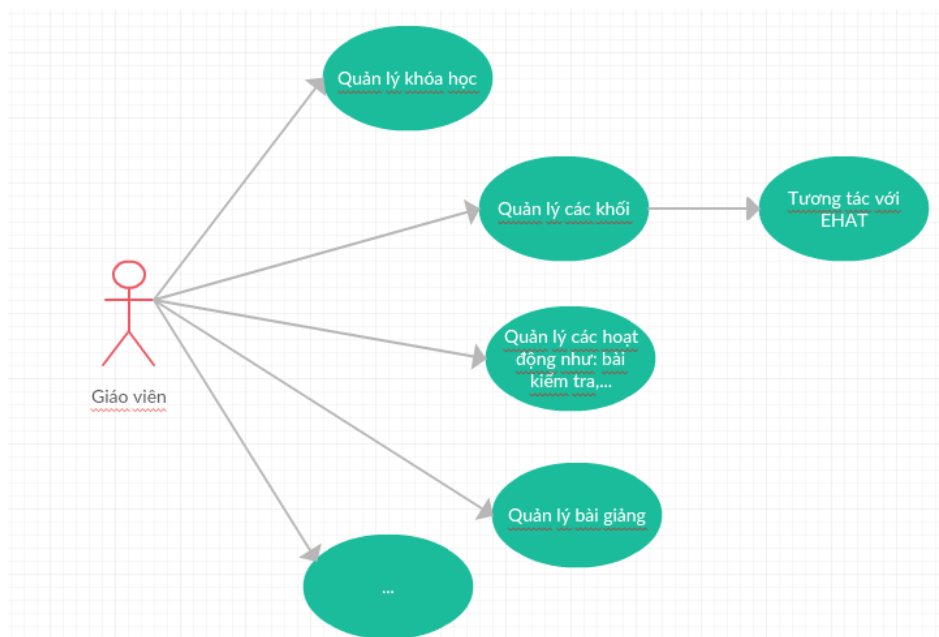 Quản lý khóa học
Quản lý các khối
Tương tác với
EHAT
Quản lý các hoạt
động như: bài
kiểm tra,...
Giáo viên
Quản lý bài giảng
...